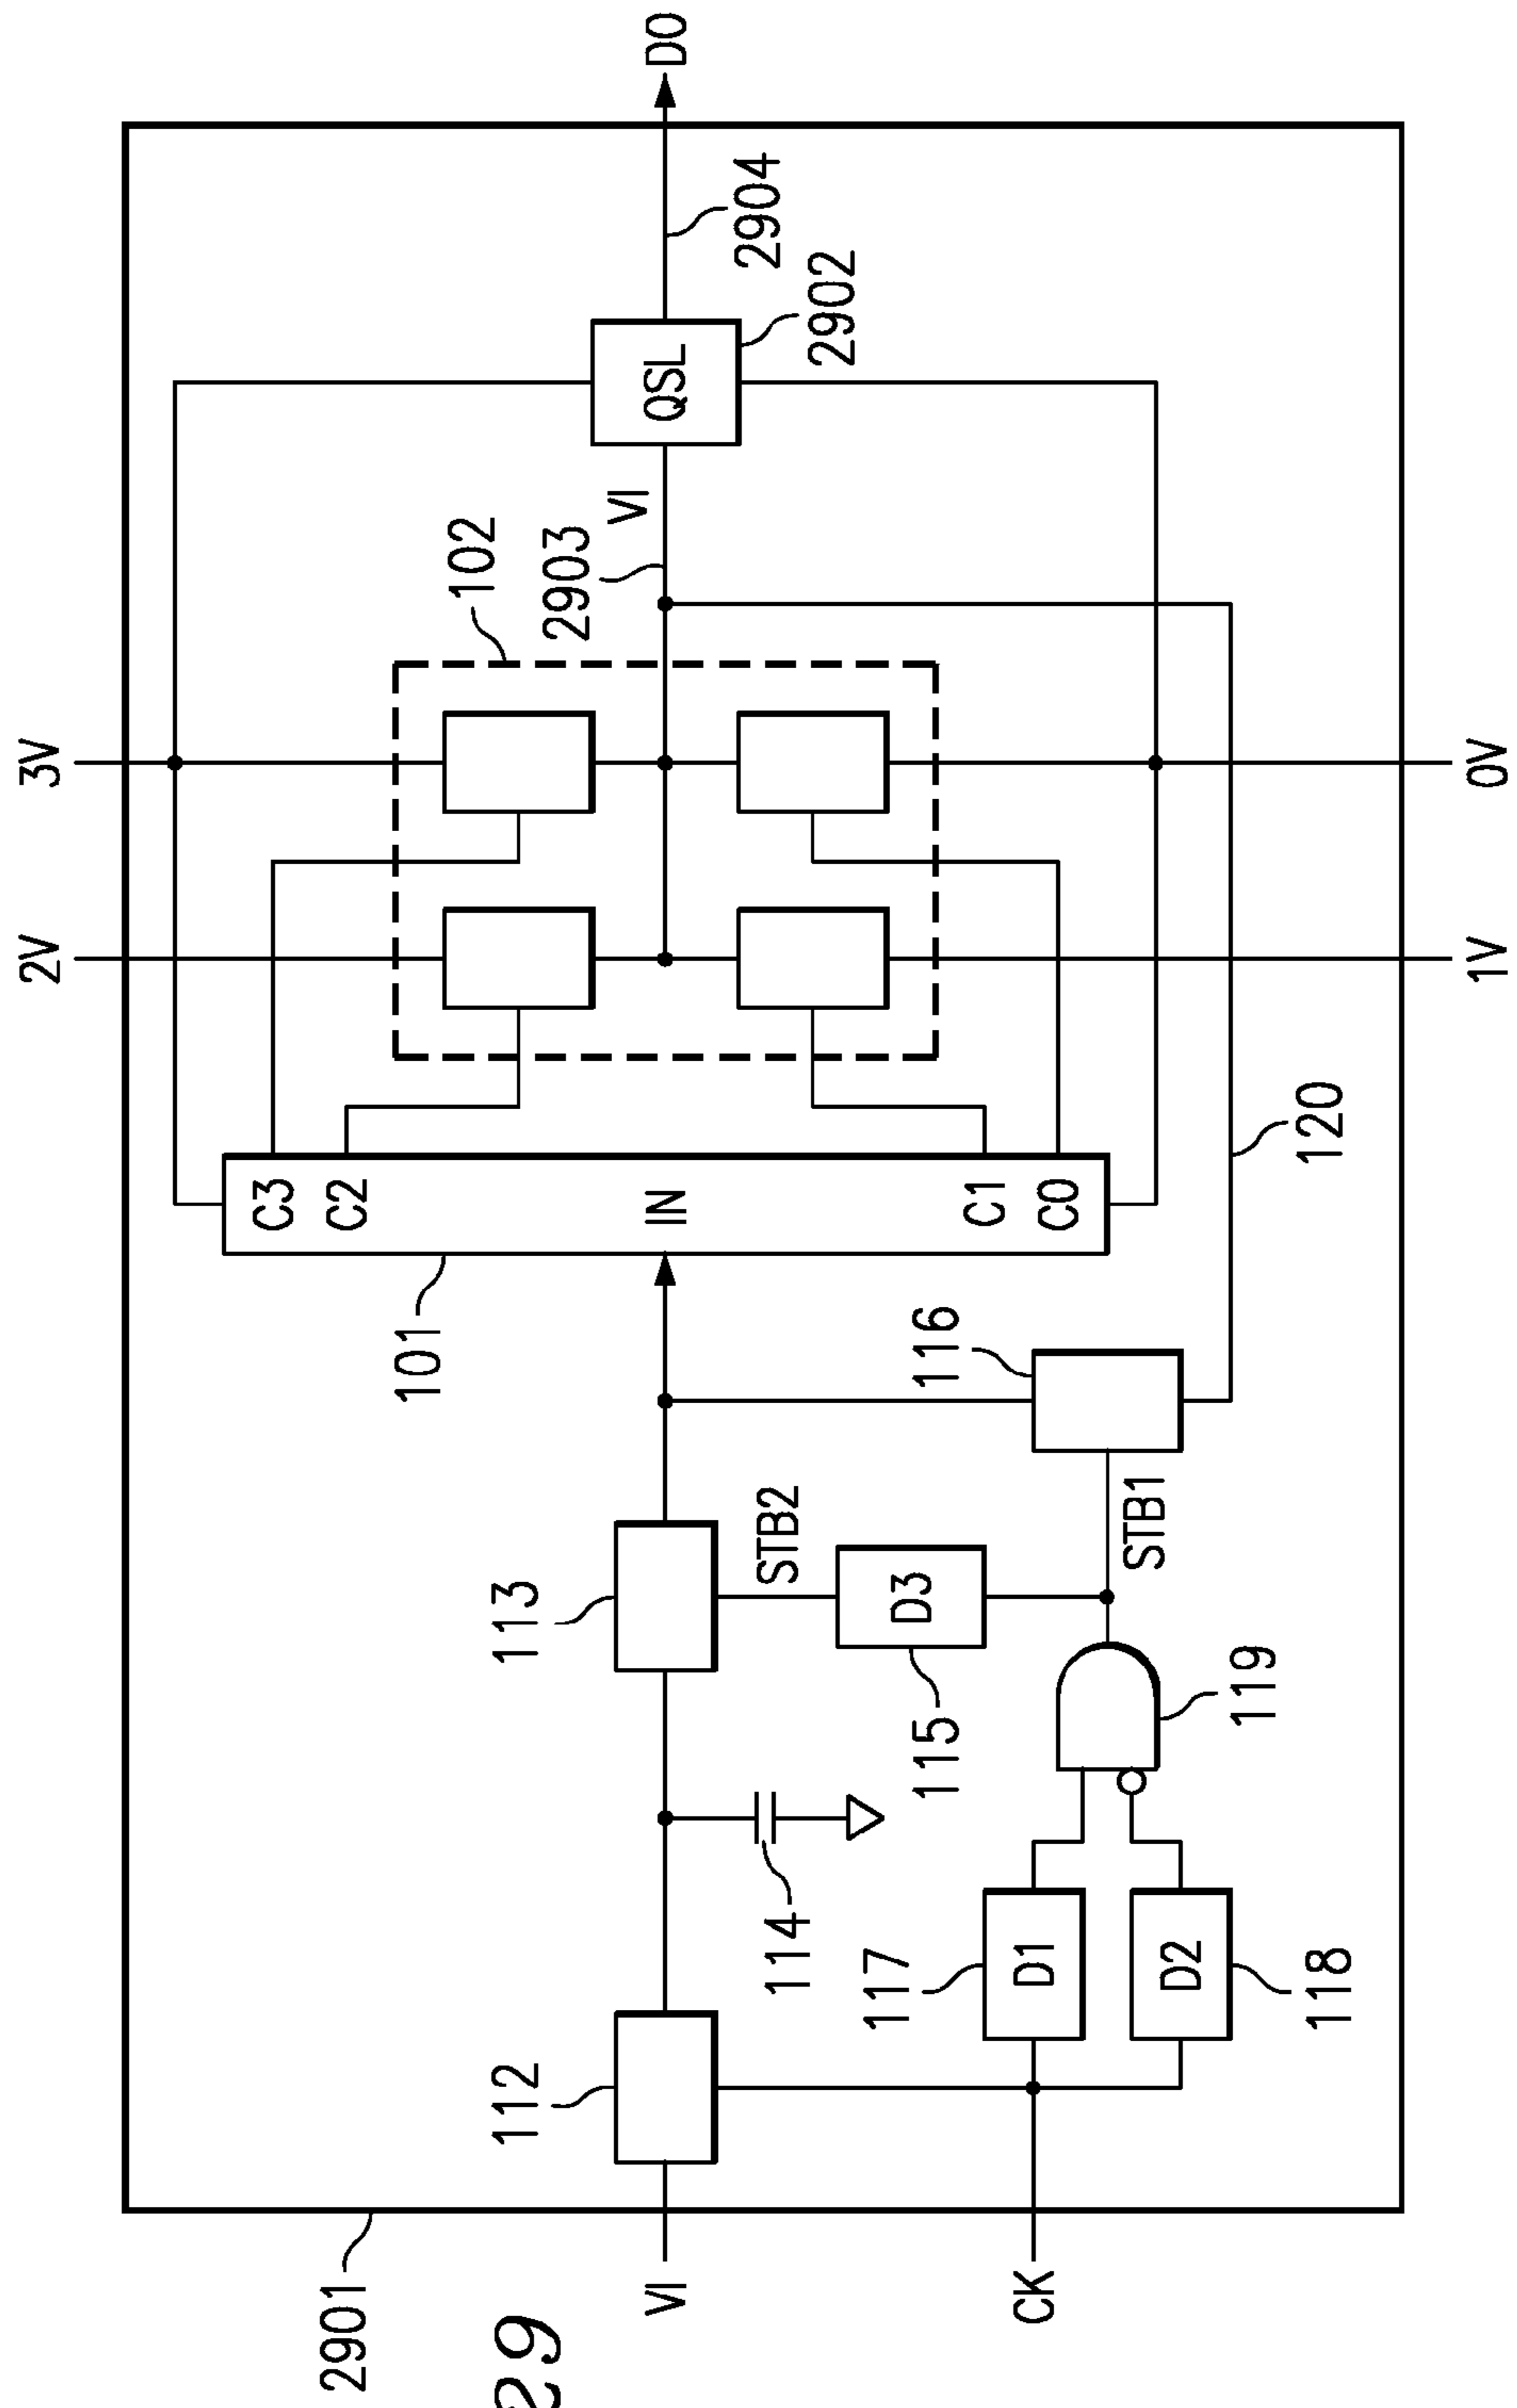 2V
3V
C3
C2
IN
C1
C0
101
102
2903
VI
QSL
2902
2904
DO
VI
112
113
114
STB2
D3
115
116
STB1
119
117
D1
D2
118
CK
120
1V
0V
2901
29